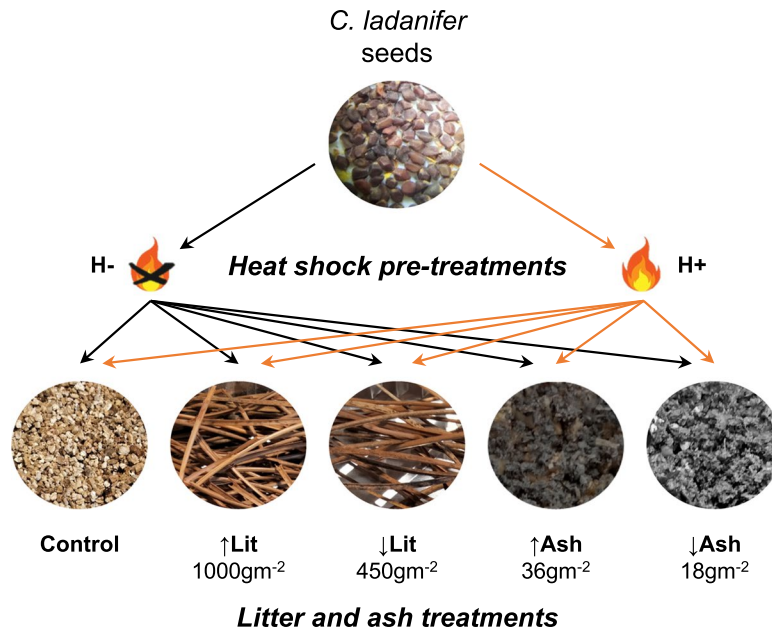 C. ladanifer
seeds
H-
Heat shock pre-treatments
H+
Control
↑Lit
1000gm⁻²
↓Lit
450gm⁻²
↑Ash
36gm⁻²
↓Ash
18gm⁻²
Litter and ash treatments